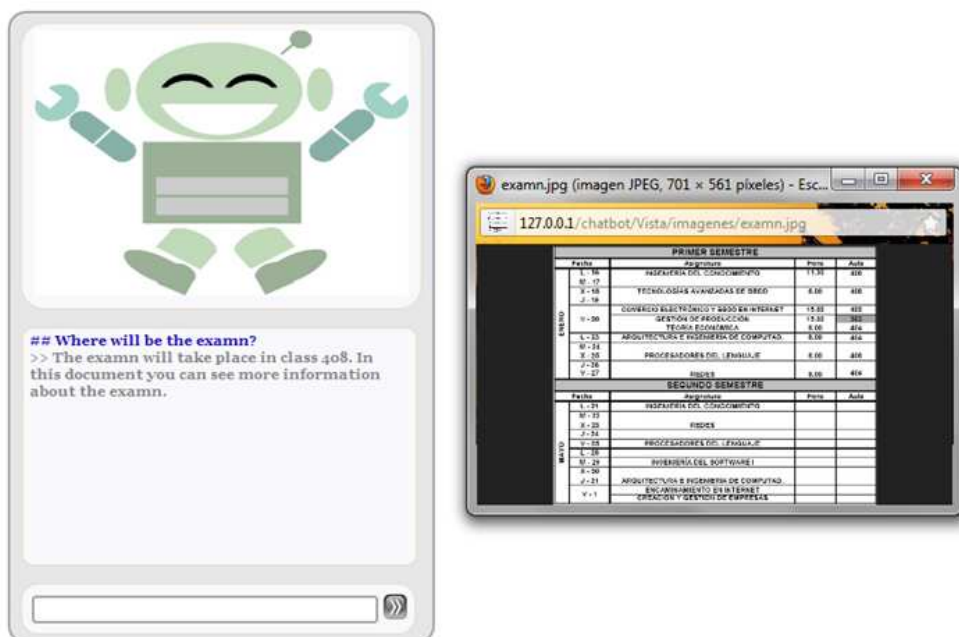 ## Where will be the examn?
>> The examn will take place in class 408. In
this document you can see more information
about the examn.
examn.jpg (imagen JPEG, 701 × 561 píxeles) - Esc...
127.0.0.1/chatbot/Vista/imagenes/examn.jpg
PRIMER SEMESTRE
Fecha Asignatura Hora Aula
ENERO
L - 16 INGENIERÍA DEL CONOCIMIENTO
M - 17
X - 18 TECNOLOGÍAS AVANZADAS DE
J - 19
COMERCIO ELECTRÓNICO Y EN INTERNET
V - 20 GESTIÓN DE PRODUCCIÓN
TEORÍA ECONÓMICA
L - 23 ARQUITECTURA E INGENIERIA DE COMPUTAD.
M - 24
X - 25 PROCESADORES DEL LENGUAJE
J - 26
V - 27 REDES
SEGUNDO SEMESTRE
Fecha Asignatura Hora Aula
MAYO
L - 21 INGENIERÍA DEL CONOCIMIENTO
M - 22
X - 23 REDES
J - 24
V - 25 PROCESADORES DEL LENGUAJE
L - 28
M - 29 INGENIERÍA DEL SOFTWARE I
X - 30
J - 31 ARQUITECTURA E INGENIERIA DE COMPUTAD.
V - 1 ENCAMINAMIENTO EN INTERNET
CREACIÓN Y GESTIÓN DE EMPRESAS